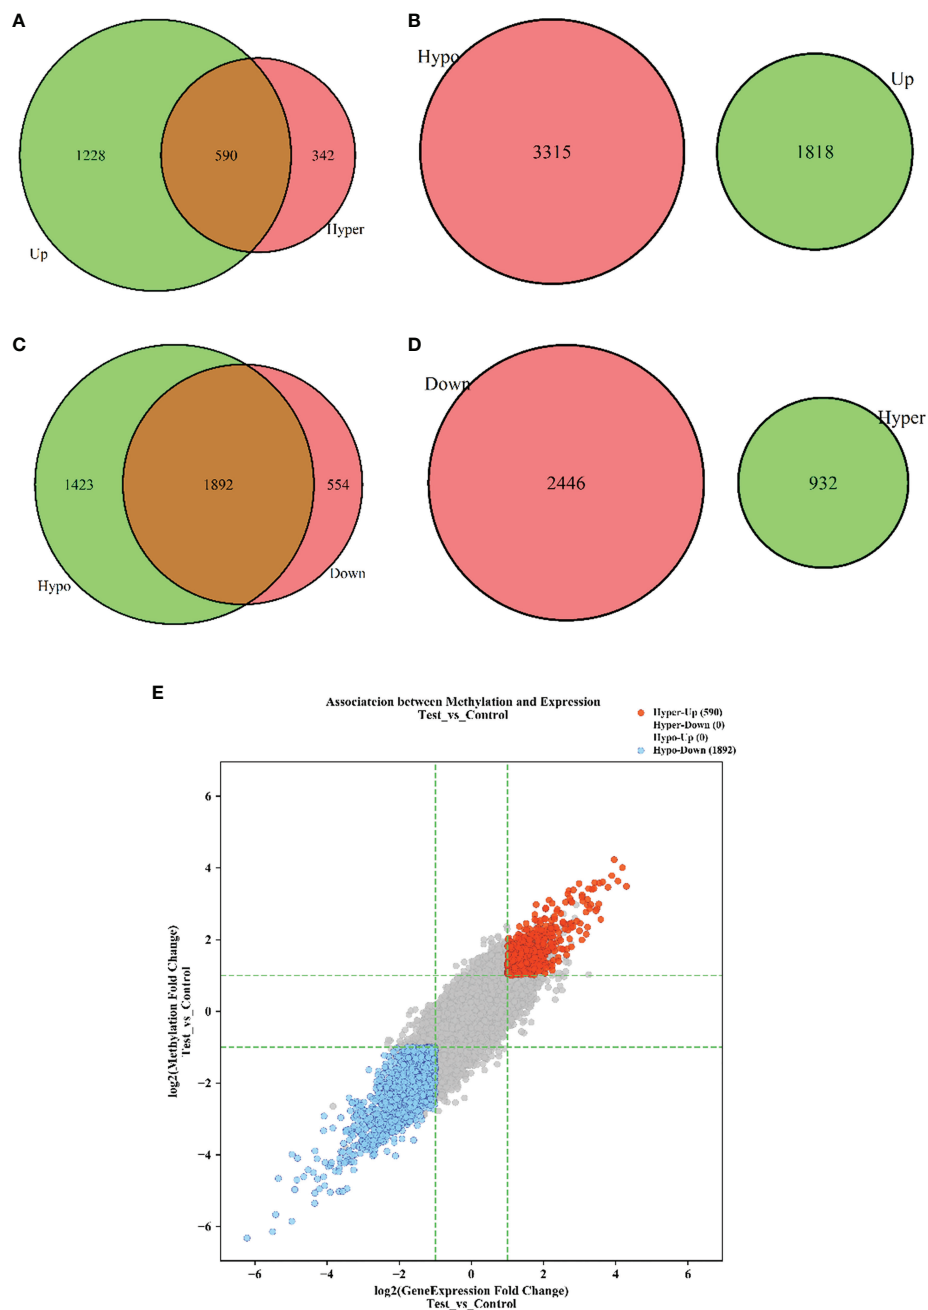 A
B
Hypo
Up
1228
590
342
3315
1818
Hyper
Up
C
D
Down
Hyper
1423
1892
554
2446
932
Hypo
Down
E
Associateion between Methylation and Expression
Test_vs_Control
Hyper-Up (590)
Hyper-Down (0)
Hypo-Up (0)
Hypo-Down (1892)
6
4
2
0
−2
−4
−6
log2(Methylation Fold Change)
Test_vs_Control
−6 −4 −2 0 2 4 6
log2(GeneExpression Fold Change)
Test_vs_Control